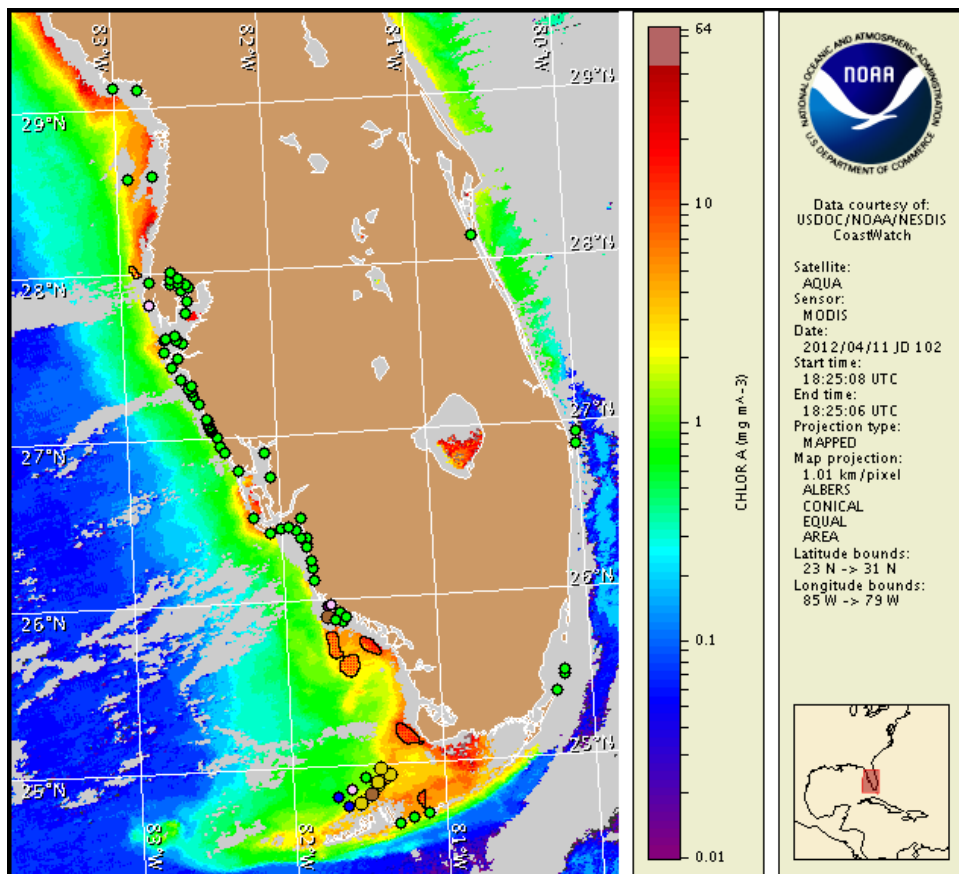 83°W
82°W
81°W
80°W
29°N
29°N
28°N
28°N
27°N
27°N
26°N
26°N
25°N
25°N
83°W
82°W
81°W
64
10
1
0.1
0.01
CHLOR A (mg m^-3)
NATIONAL OCEANIC AND ATMOSPHERIC ADMINISTRATION
NOAA
U.S. DEPARTMENT OF COMMERCE
Data courtesy of:
USDOC/NOAA/NESDIS
CoastWatch
Satellite:
AQUA
Sensor:
MODIS
Date:
2012/04/11 JD 102
Start time:
18:25:08 UTC
End time:
18:25:06 UTC
Projection type:
MAPPED
Map projection:
1.01 km/pixel
ALBERS
CONICAL
EQUAL
AREA
Latitude bounds:
23 N -> 31 N
Longitude bounds:
85 W -> 79 W